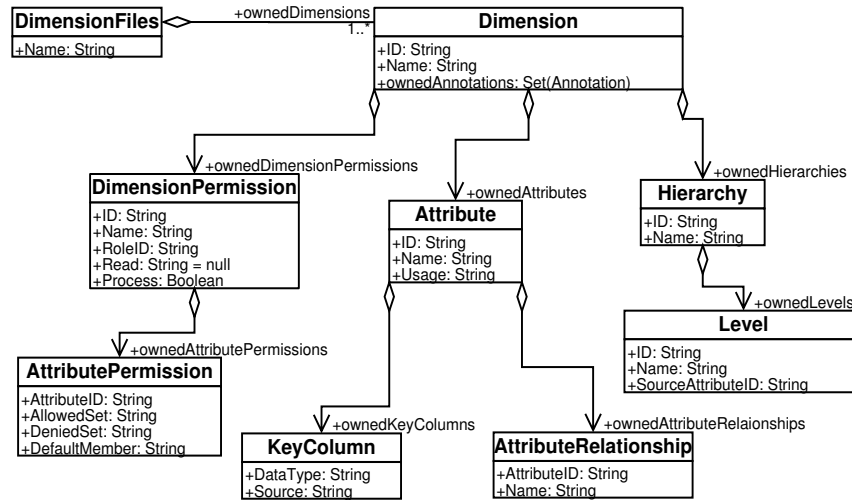 DimensionFiles
+Name: String
+ownedDimensions
1..*
Dimension
+ID: String
+Name: String
+ownedAnnotations: Set(Annotation)
+ownedDimensionPermissions
DimensionPermission
+ID: String
+Name: String
+RoleID: String
+Read: String = null
+Process: Boolean
+ownedAttributes
Attribute
+ID: String
+Name: String
+Usage: String
+ownedHierarchies
Hierarchy
+ID: String
+Name: String
+ownedLevels
Level
+ID: String
+Name: String
+SourceAttributeID: String
+ownedAttributePermissions
AttributePermission
+AttributeID: String
+AllowedSet: String
+DeniedSet: String
+DefaultMember: String
+ownedKeyColumns
KeyColumn
+DataType: String
+Source: String
+ownedAttributeRelaionships
AttributeRelationship
+AttributeID: String
+Name: String